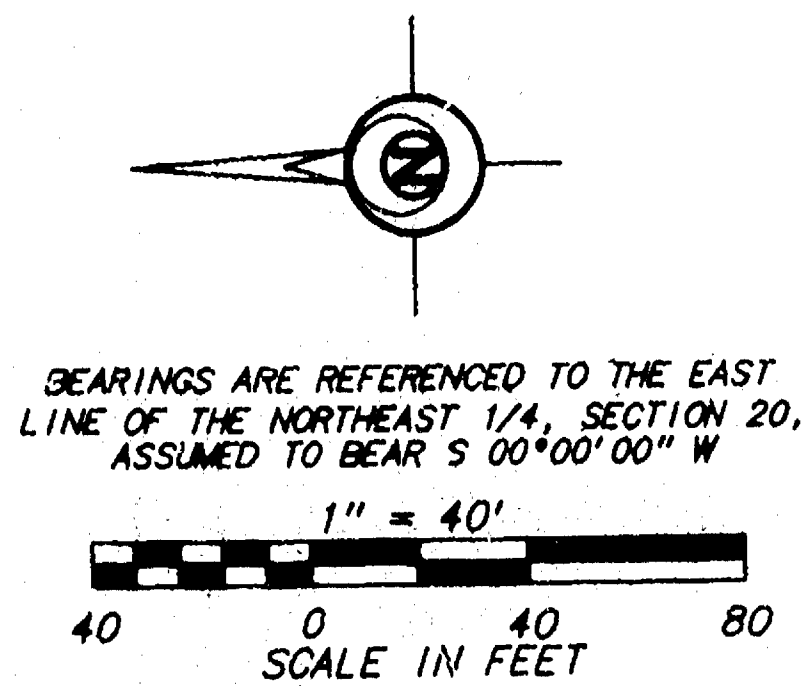 N
BEARINGS ARE REFERENCED TO THE EAST
LINE OF THE NORTHEAST 1/4, SECTION 20,
ASSUMED TO BEAR S 00°00'00" W
1" = 40'
40 0 40 80
SCALE IN FEET